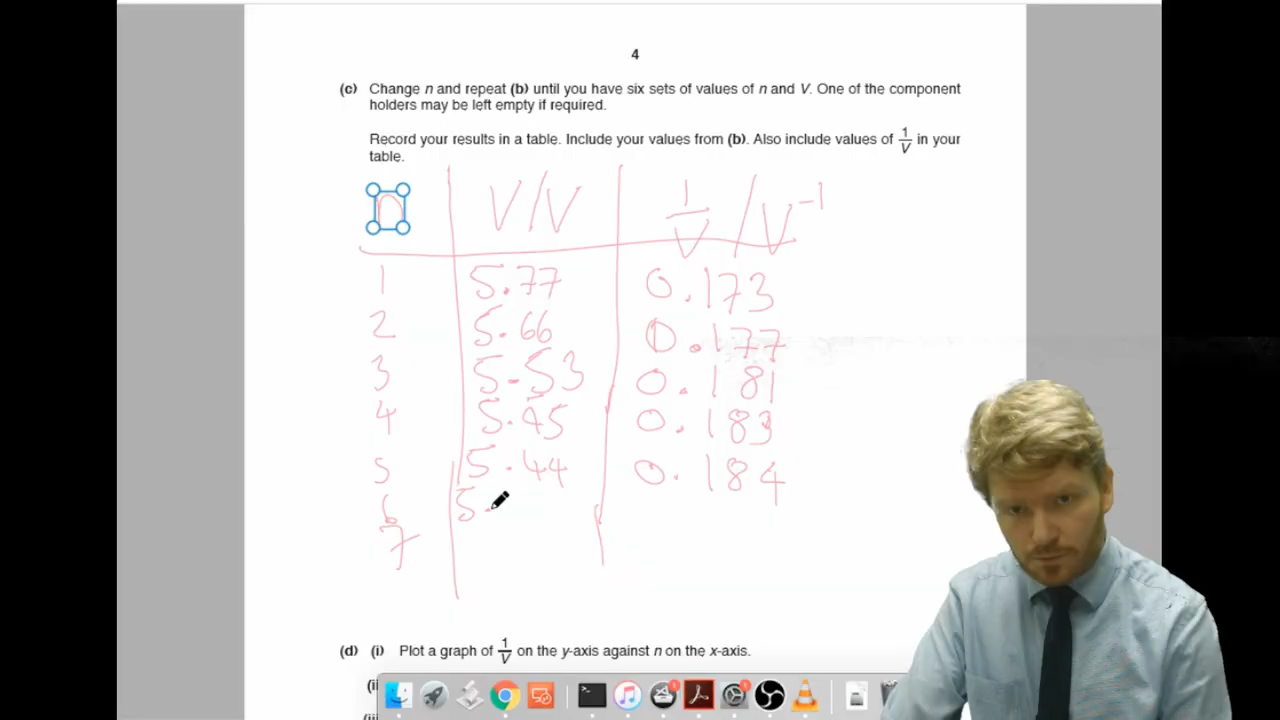 4
(c) Change n and repeat (b) until you have six sets of values of n and V. One of the component
holders may be left empty if required.
Record your results in a table. Include your values from (b). Also include values of 1/V in your
table.
n V/V 1/V /V⁻¹
1 5.77 0.173
2 5.66 0.177
3 5.53 0.181
4 5.45 0.183
5 5.44 0.184
6 5.
7
(d) (i) Plot a graph of 1/V on the y-axis against n on the x-axis.